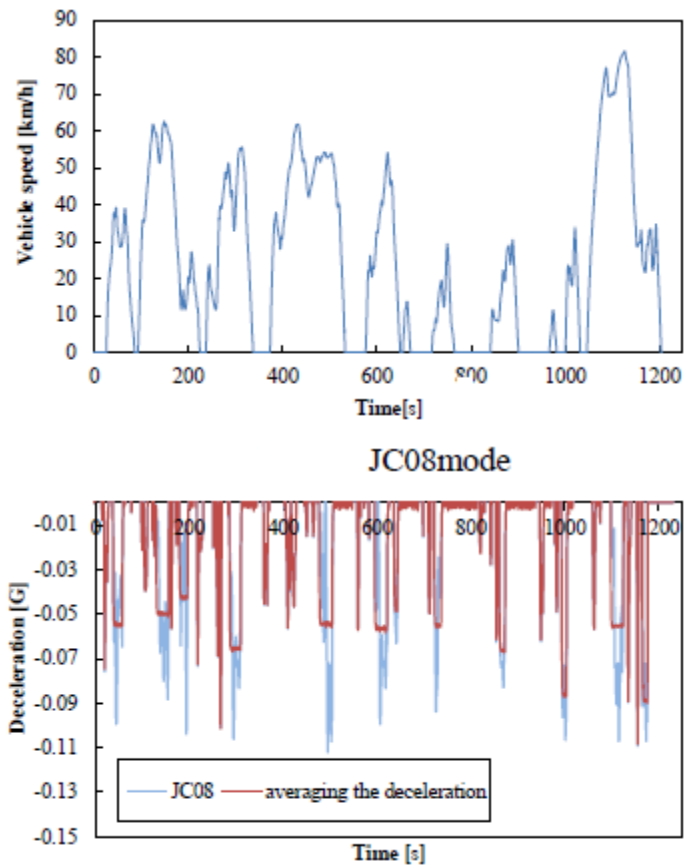 90
80
70
60
50
40
30
20
10
0
Vehicle speed [km/h]
0 200 400 600 800 1000 1200
Time[s]
JC08mode
0 200 400 600 800 1000 1200
-0.01
-0.03
-0.05
-0.07
-0.09
-0.11
-0.13
-0.15
Deceleration [G]
JC08 averaging the deceleration
Time [s]